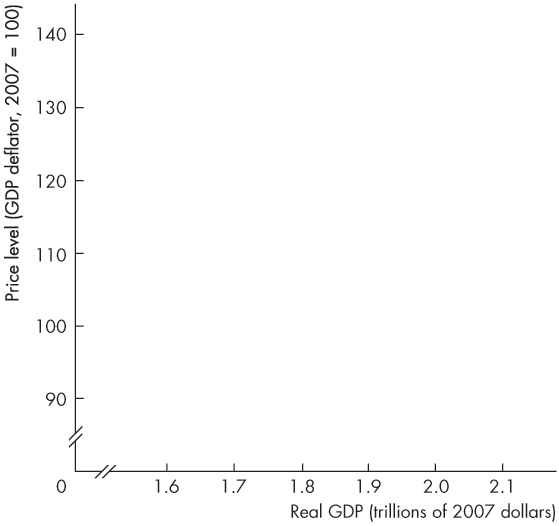 Price level (GDP deflator, 2007 = 100)
140
130
120
110
100
90
0
1.6 1.7 1.8 1.9 2.0 2.1
Real GDP (trillions of 2007 dollars)